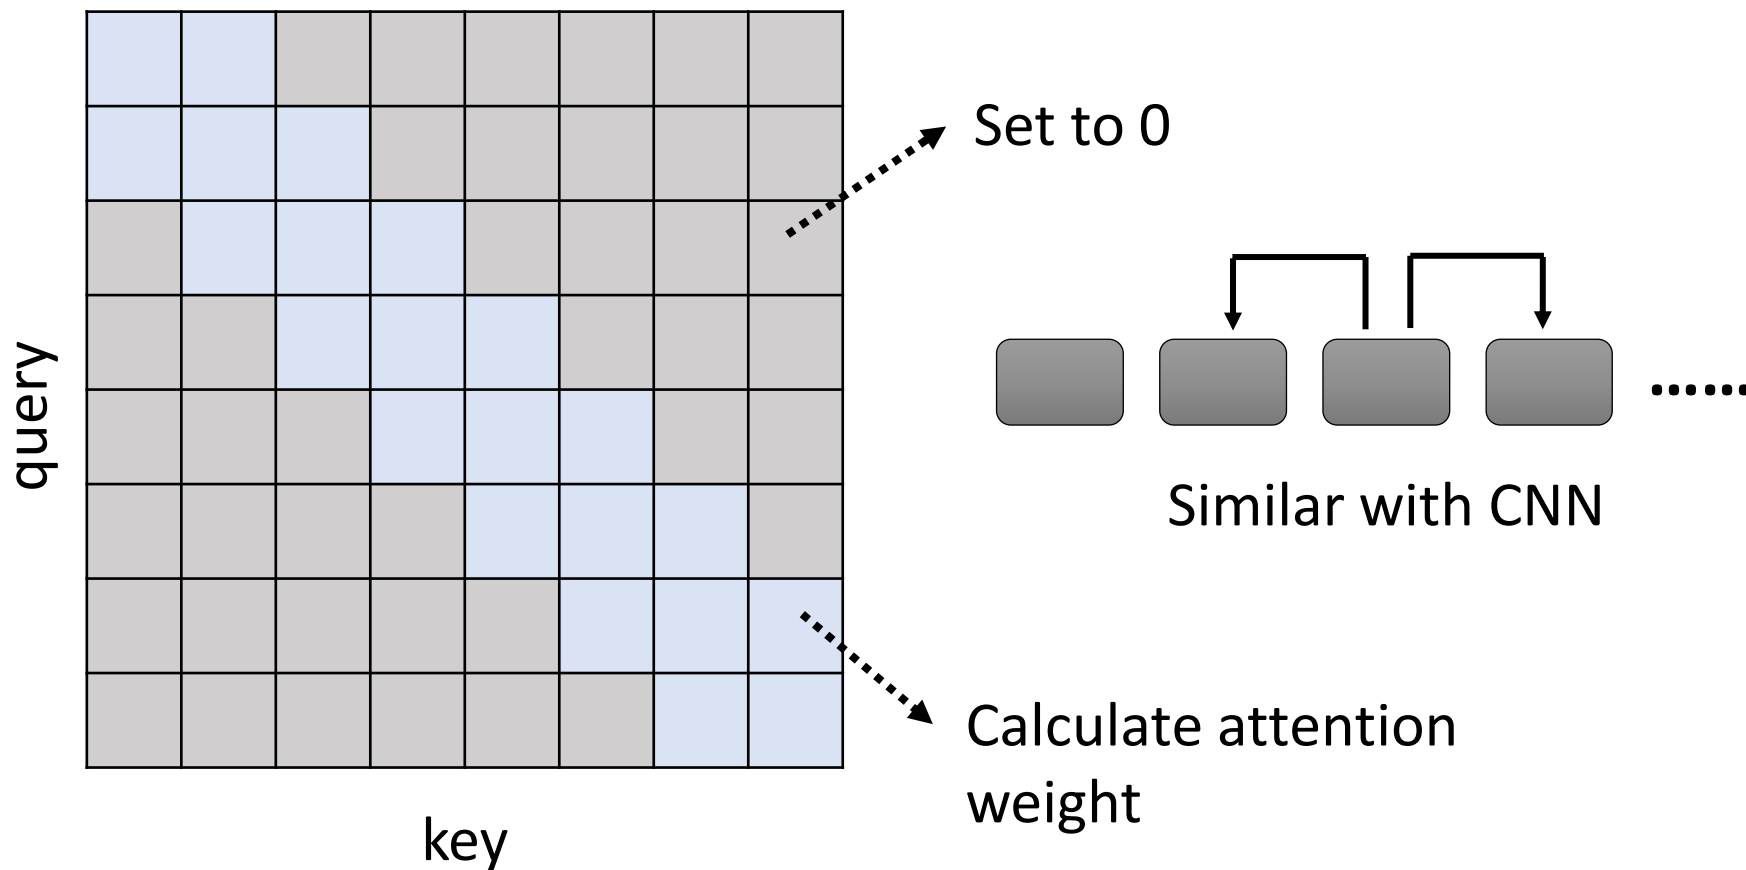 query
key
Set to 0
Similar with CNN
......
Calculate attention
weight